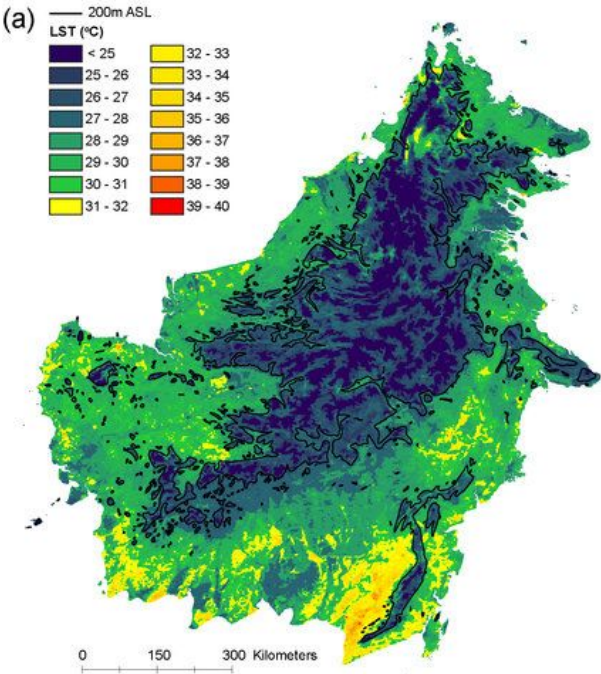 (a)
200m ASL
LST (ºC)
< 25
25 - 26
26 - 27
27 - 28
28 - 29
29 - 30
30 - 31
31 - 32
32 - 33
33 - 34
34 - 35
35 - 36
36 - 37
37 - 38
38 - 39
39 - 40
0 150 300 Kilometers